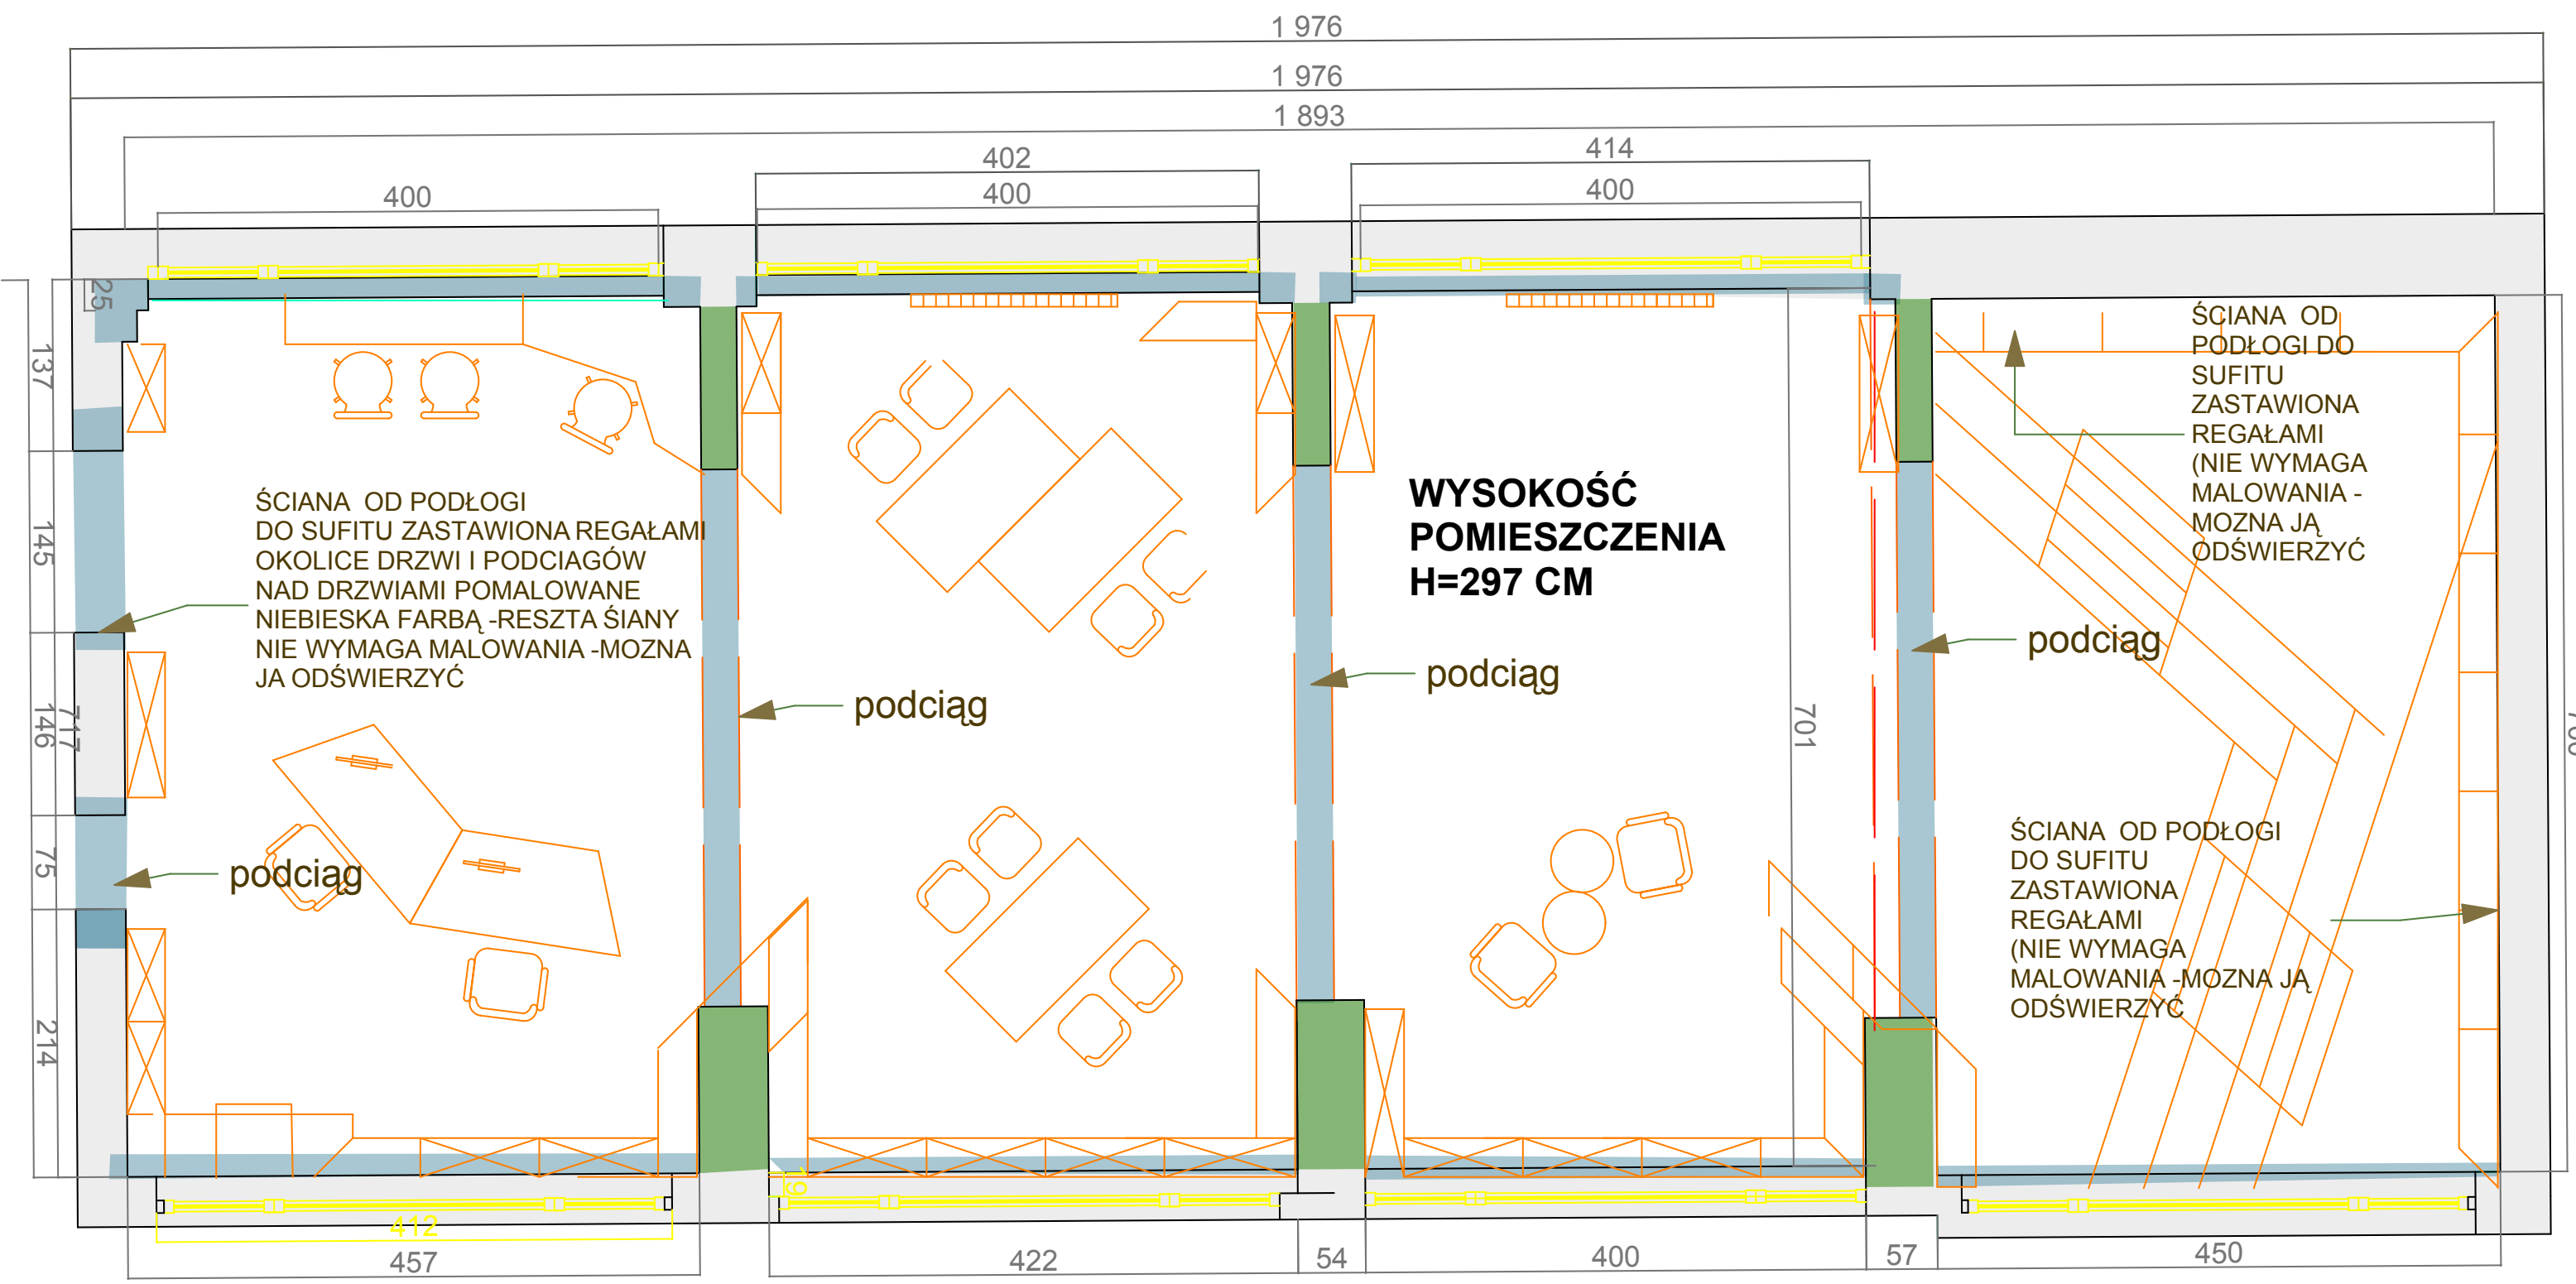 1 976
1 976
1 893
402
414
400
400
400
25
137
145
146
717
75
214
ŚCIANA OD PODŁOGI
DO SUFITU ZASTAWIONA REGAŁAMI
OKOLICE DRZWI I PODCIAGÓW
NAD DRZWIAMI POMALOWANE
NIEBIESKA FARBĄ -RESZTA ŚIANY
NIE WYMAGA MALOWANIA -MOZNA
JA ODŚWIERZYĆ
podciąg
podciąg
podciąg
podciąg
WYSOKOŚĆ
POMIESZCZENIA
H=297 CM
701
ŚCIANA OD
PODŁOGI DO
SUFITU
ZASTAWIONA
REGAŁAMI
(NIE WYMAGA
MALOWANIA -
MOZNA JĄ
ODŚWIERZYĆ
ŚCIANA OD PODŁOGI
DO SUFITU
ZASTAWIONA
REGAŁAMI
(NIE WYMAGA
MALOWANIA -MOZNA JĄ
ODŚWIERZYĆ
412
457
422
54
400
57
450